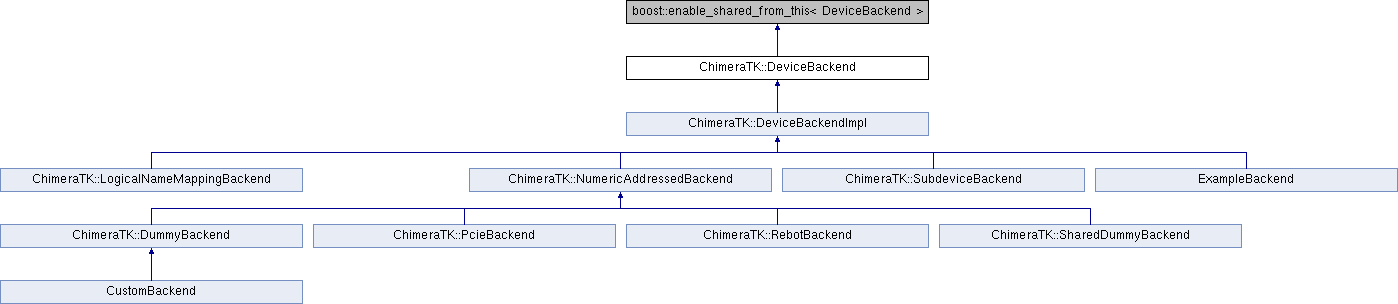 boost::enable_shared_from_this< DeviceBackend >
ChimeraTK::DeviceBackend
ChimeraTK::DeviceBackendImpl
ChimeraTK::LogicalNameMappingBackend
ChimeraTK::NumericAddressedBackend
ChimeraTK::SubdeviceBackend
ExampleBackend
ChimeraTK::DummyBackend
ChimeraTK::PcieBackend
ChimeraTK::RebotBackend
ChimeraTK::SharedDummyBackend
CustomBackend